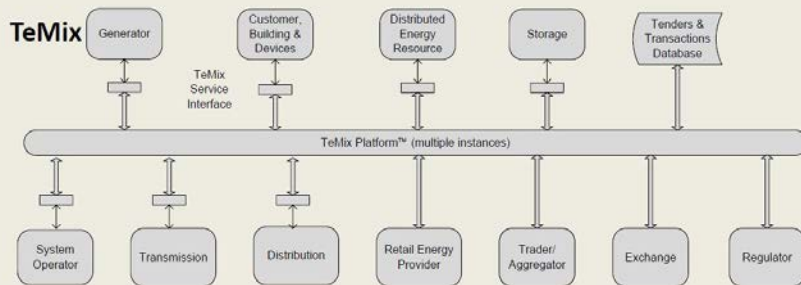 TeMix
Generator
Customer,
Building &
Devices
Distributed
Energy
Resource
Storage
Tenders &
Transactions
Database
TeMix
Service
Interface
TeMix Platform™ (multiple instances)
System
Operator
Transmission
Distribution
Retail Energy
Provider
Trader/
Aggregator
Exchange
Regulator